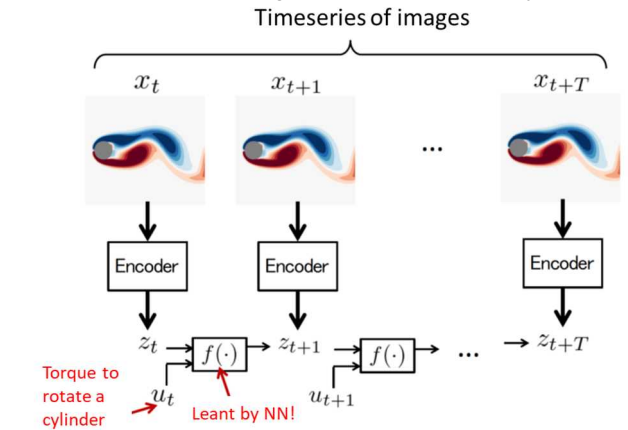 Timeseries of images
x_t x_{t+1} x_{t+T}
...
Encoder Encoder Encoder
z_t f(·) z_{t+1} f(·) ... z_{t+T}
Torque to
rotate a
cylinder
u_t Leant by NN! u_{t+1}